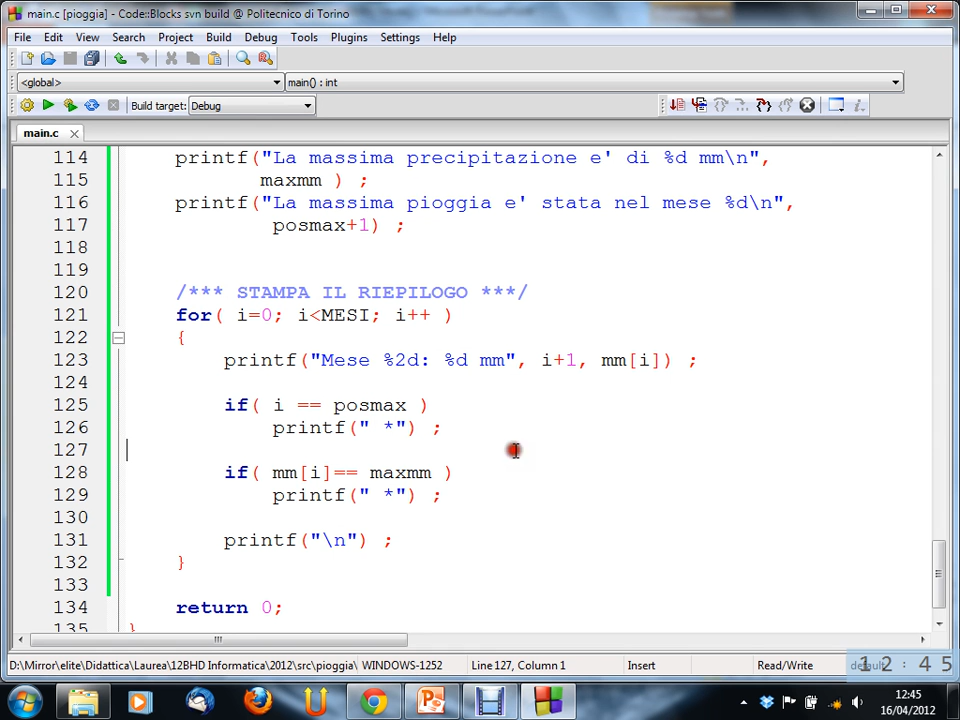 main.c [pioggia] - Code::Blocks svn build @ Politecnico di Torino
File Edit View Search Project Build Debug Tools Plugins Settings Help
<global> main() : int
Build target: Debug
main.c
114 printf("La massima precipitazione e' di %d mm\n",
115 maxmm ) ;
116 printf("La massima pioggia e' stata nel mese %d\n",
117 posmax+1) ;
118
119
120 /*** STAMPA IL RIEPILOGO ***/
121 for( i=0; i<MESI; i++ )
122 {
123 printf("Mese %2d: %d mm", i+1, mm[i]) ;
124
125 if( i == posmax )
126 printf(" *") ;
127
128 if( mm[i]== maxmm )
129 printf(" *") ;
130
131 printf("\n") ;
132 }
133
134 return 0;
135 }
D:\Mirror\elite\Didattica\Laurea\12BHD Informatica\2012\src\pioggia\ WINDOWS-1252 Line 127, Column 1 Insert Read/Write default
12:45
12:45
16/04/2012